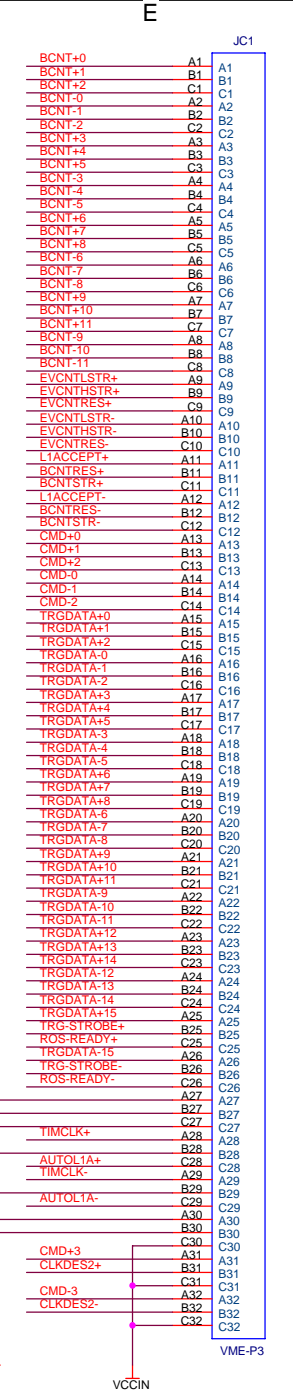 E
JC1
BCNT+0 A1 A1
BCNT+1 B1 B1
BCNT+2 C1 C1
BCNT-0 A2 A2
BCNT-1 B2 B2
BCNT-2 C2 C2
BCNT+3 A3 A3
BCNT+4 B3 B3
BCNT+5 C3 C3
BCNT-3 A4 A4
BCNT-4 B4 B4
BCNT-5 C4 C4
BCNT+6 A5 A5
BCNT+7 B5 B5
BCNT+8 C5 C5
BCNT-6 A6 A6
BCNT-7 B6 B6
BCNT-8 C6 C6
BCNT+9 A7 A7
BCNT+10 B7 B7
BCNT+11 C7 C7
BCNT-9 A8 A8
BCNT-10 B8 B8
BCNT-11 C8 C8
EVCNTLSTR+ A9 A9
EVCNTHSTR+ B9 B9
EVCNTRES+ C9 C9
EVCNTLSTR- A10 A10
EVCNTHSTR- B10 B10
EVCNTRES- C10 C10
L1ACCEPT+ A11 A11
BCNTRES+ B11 B11
BCNTSTR+ C11 C11
L1ACCEPT- A12 A12
BCNTRES- B12 B12
BCNTSTR- C12 C12
CMD+0 A13 A13
CMD+1 B13 B13
CMD+2 C13 C13
CMD-0 A14 A14
CMD-1 B14 B14
CMD-2 C14 C14
TRGDATA+0 A15 A15
TRGDATA+1 B15 B15
TRGDATA+2 C15 C15
TRGDATA-0 A16 A16
TRGDATA-1 B16 B16
TRGDATA-2 C16 C16
TRGDATA+3 A17 A17
TRGDATA+4 B17 B17
TRGDATA+5 C17 C17
TRGDATA-3 A18 A18
TRGDATA-4 B18 B18
TRGDATA-5 C18 C18
TRGDATA+6 A19 A19
TRGDATA+7 B19 B19
TRGDATA+8 C19 C19
TRGDATA-6 A20 A20
TRGDATA-7 B20 B20
TRGDATA-8 C20 C20
TRGDATA+9 A21 A21
TRGDATA+10 B21 B21
TRGDATA+11 C21 C21
TRGDATA-9 A22 A22
TRGDATA-10 B22 B22
TRGDATA-11 C22 C22
TRGDATA+12 A23 A23
TRGDATA+13 B23 B23
TRGDATA+14 C23 C23
TRGDATA-12 A24 A24
TRGDATA-13 B24 B24
TRGDATA-14 C24 C24
TRGDATA+15 A25 A25
TRG-STROBE+ B25 B25
ROS-READY+ C25 C25
TRGDATA-15 A26 A26
TRG-STROBE- B26 B26
ROS-READY- C26 C26
A27 A27
B27 B27
C27 C27
TIMCLK+ A28 A28
B28 B28
AUTOL1A+ C28 C28
TIMCLK- A29 A29
B29 B29
AUTOL1A- C29 C29
A30 A30
B30 B30
C30 C30
CMD+3 A31 A31
CLKDES2+ B31 B31
C31 C31
CMD-3 A32 A32
CLKDES2- B32 B32
C32 C32
VME-P3
VCCIN